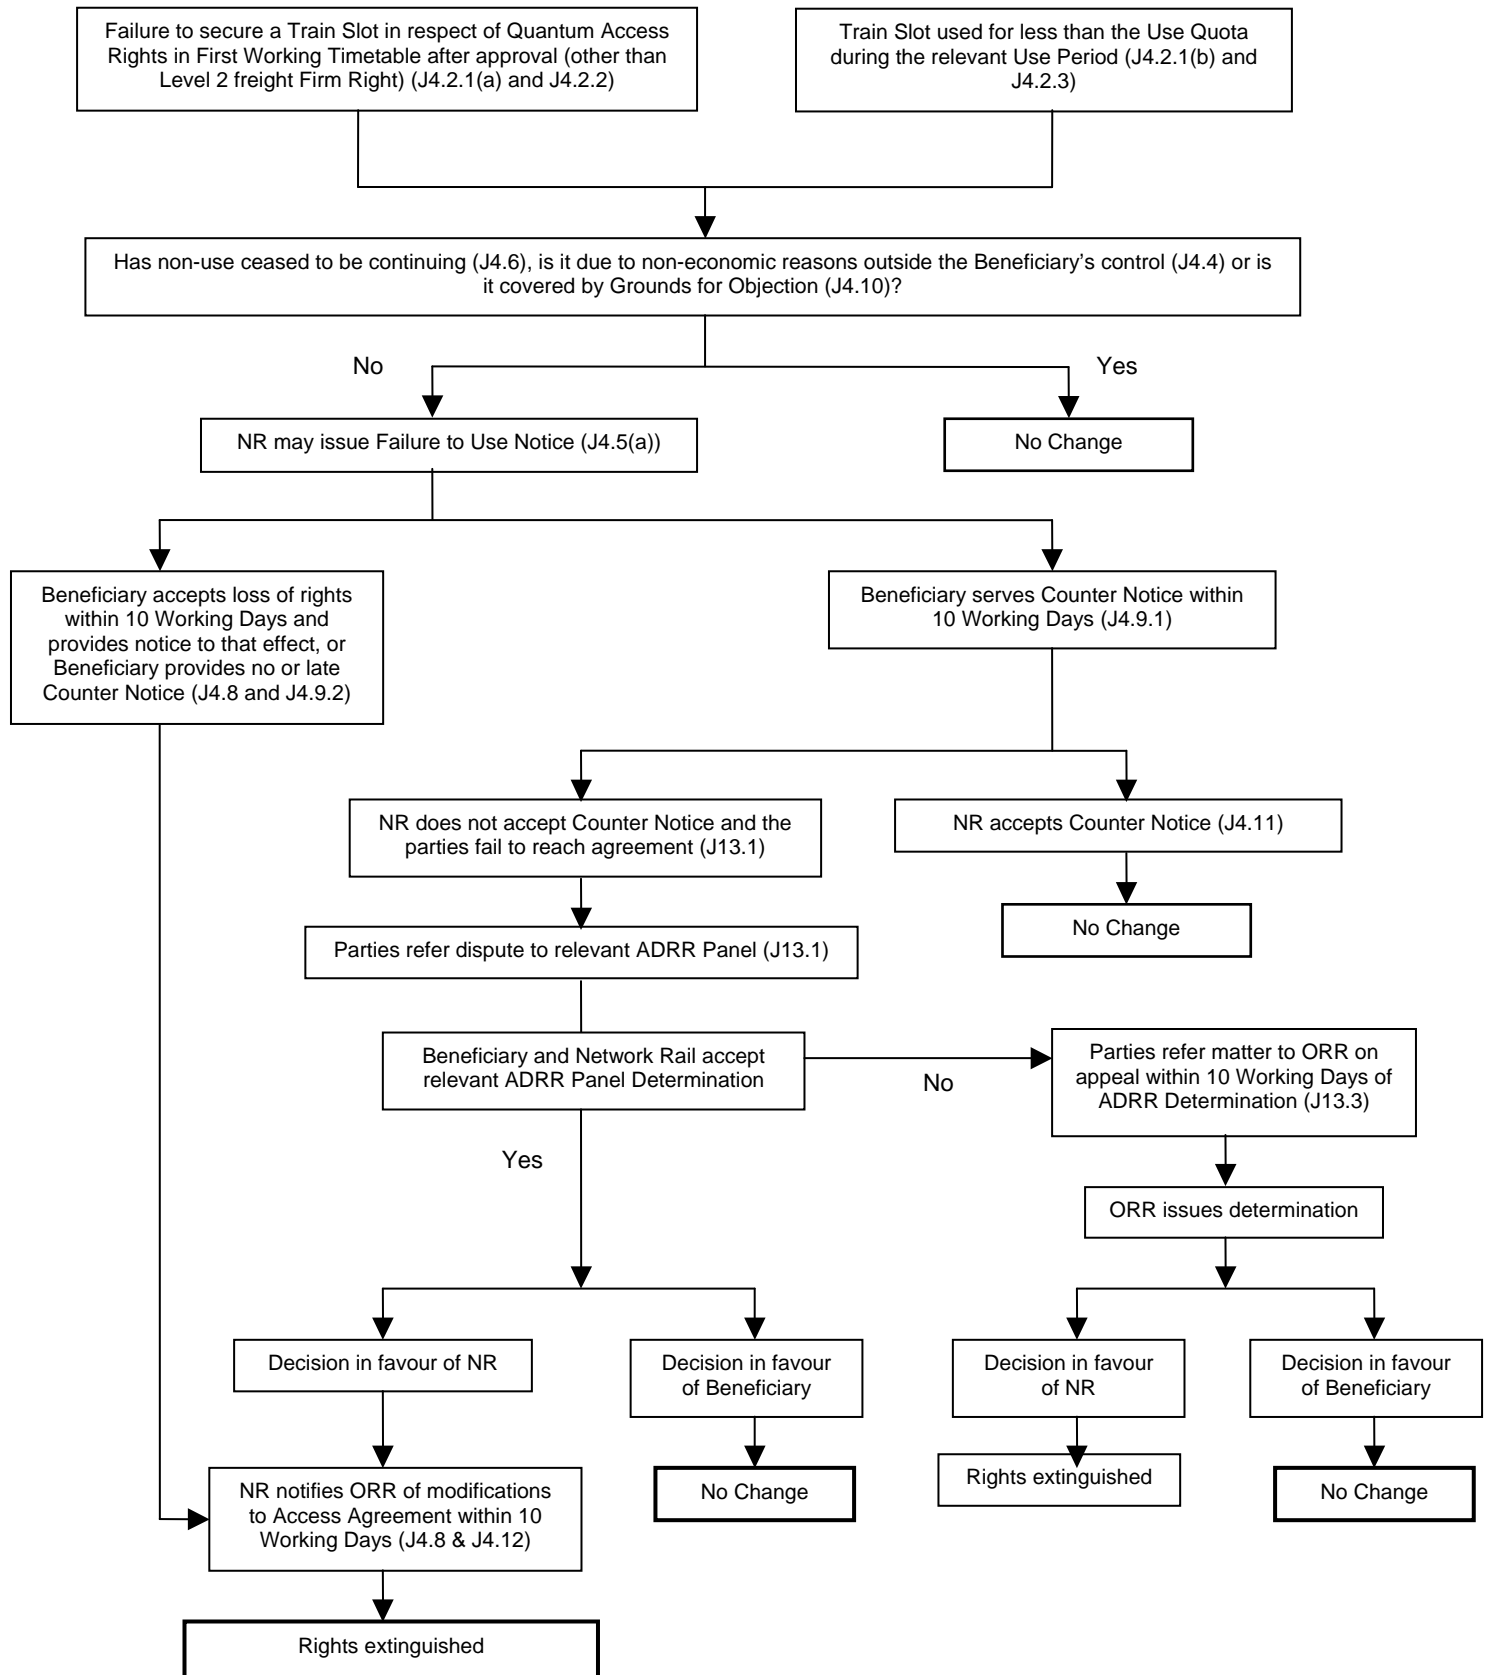 Failure to secure a Train Slot in respect of Quantum Access
Rights in First Working Timetable after approval (other than
Level 2 freight Firm Right) (J4.2.1(a) and J4.2.2)
Train Slot used for less than the Use Quota
during the relevant Use Period (J4.2.1(b) and
J4.2.3)
Has non-use ceased to be continuing (J4.6), is it due to non-economic reasons outside the Beneficiary's control (J4.4) or is
it covered by Grounds for Objection (J4.10)?
No
Yes
NR may issue Failure to Use Notice (J4.5(a))
No Change
Beneficiary accepts loss of rights
within 10 Working Days and
provides notice to that effect, or
Beneficiary provides no or late
Counter Notice (J4.8 and J4.9.2)
Beneficiary serves Counter Notice within
10 Working Days (J4.9.1)
NR does not accept Counter Notice and the
parties fail to reach agreement (J13.1)
NR accepts Counter Notice (J4.11)
No Change
Parties refer dispute to relevant ADRR Panel (J13.1)
Beneficiary and Network Rail accept
relevant ADRR Panel Determination
No
Parties refer matter to ORR on
appeal within 10 Working Days of
ADRR Determination (J13.3)
Yes
ORR issues determination
Decision in favour of NR
Decision in favour
of Beneficiary
Decision in favour
of NR
Decision in favour
of Beneficiary
NR notifies ORR of modifications
to Access Agreement within 10
Working Days (J4.8 & J4.12)
No Change
Rights extinguished
No Change
Rights extinguished